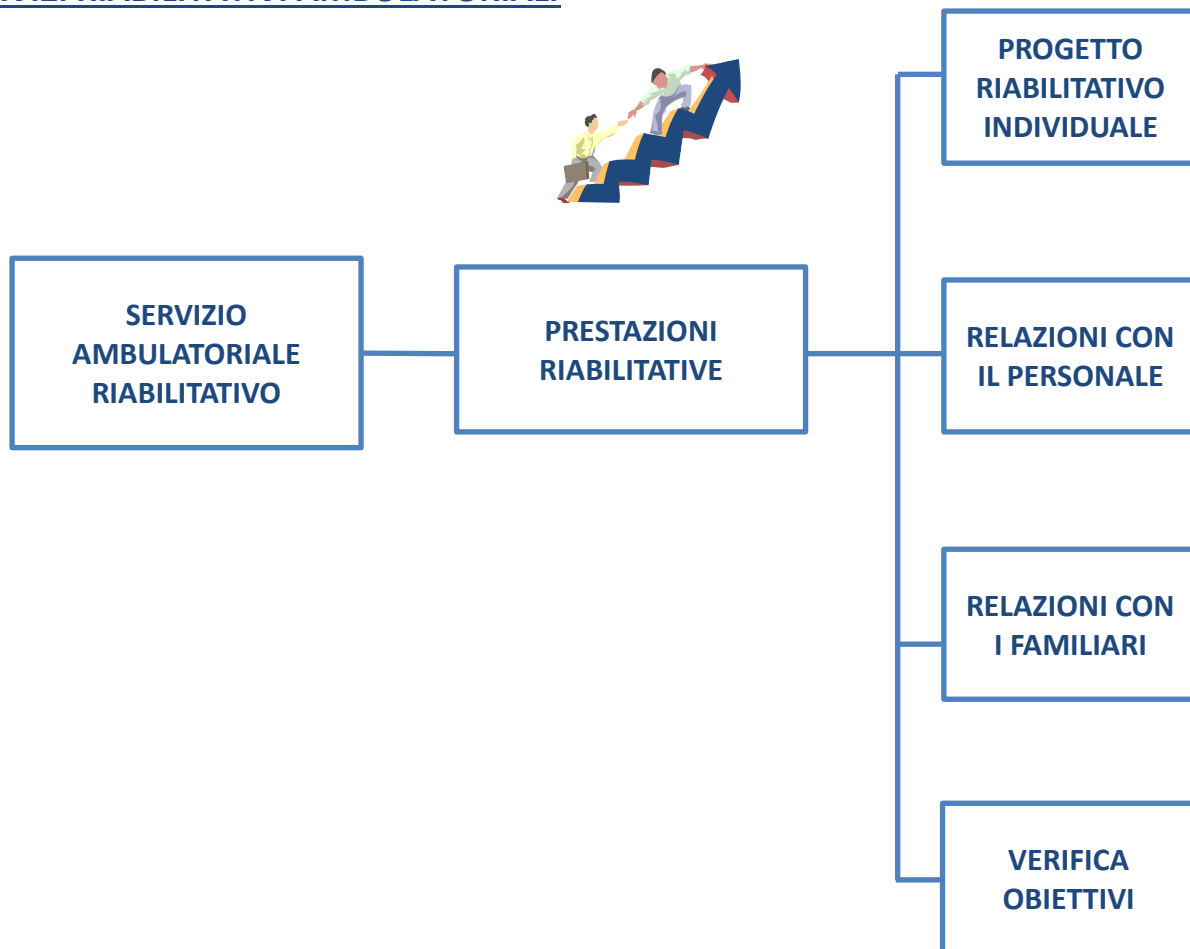 PROGETTO
RIABILITATIVO
INDIVIDUALE
SERVIZIO
AMBULATORIALE
RIABILITATIVO
PRESTAZIONI
RIABILITATIVE
RELAZIONI CON
IL PERSONALE
RELAZIONI CON
I FAMILIARI
VERIFICA
OBIETTIVI